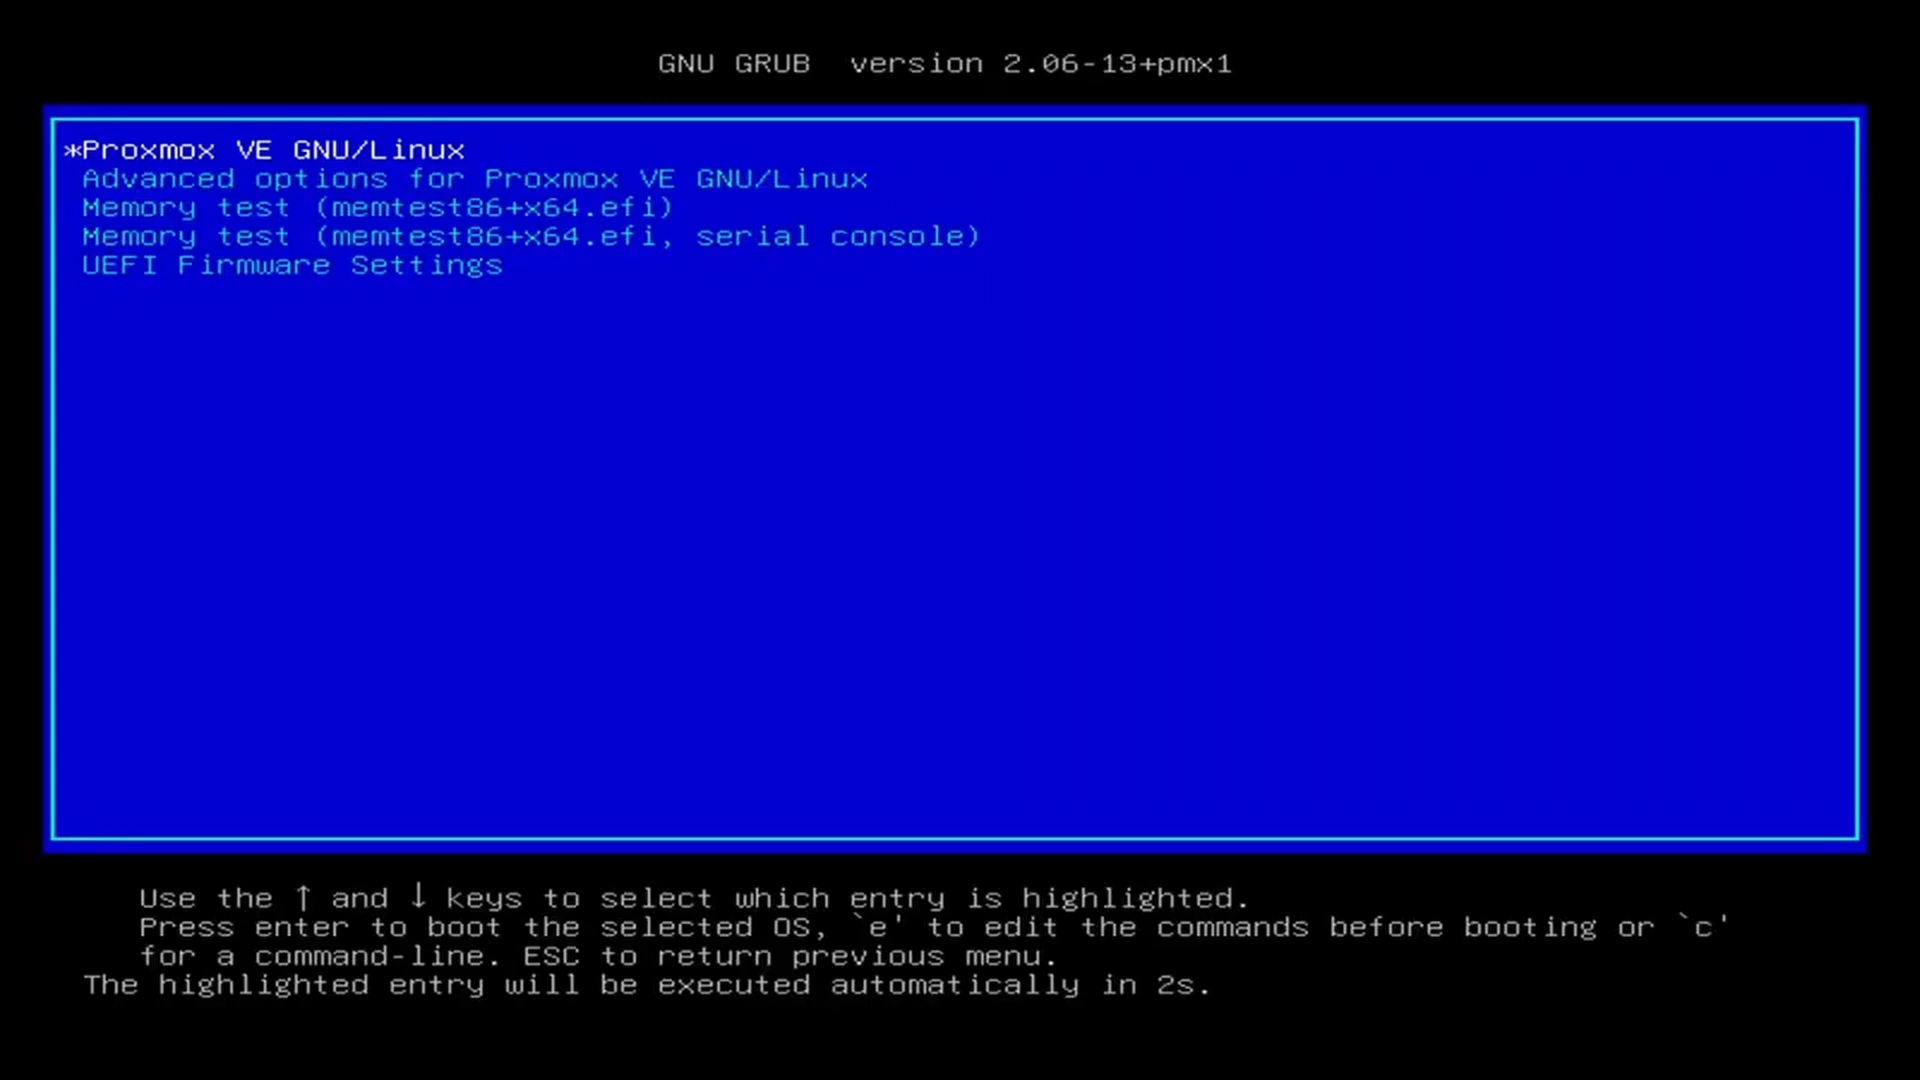 GNU GRUB  version 2.06-13+pmx1
*Proxmox VE GNU/Linux
Advanced options for Proxmox VE GNU/Linux
Memory test (memtest86+x64.efi)
Memory test (memtest86+x64.efi, serial console)
UEFI Firmware Settings
Use the ↑ and ↓ keys to select which entry is highlighted.
Press enter to boot the selected OS, `e' to edit the commands before booting or `c'
for a command-line. ESC to return previous menu.
The highlighted entry will be executed automatically in 2s.